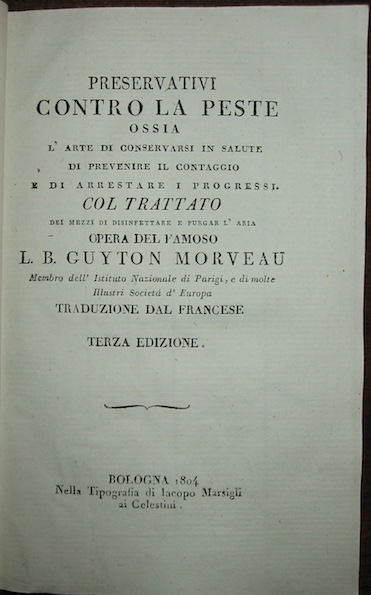 PRESERVATIVI
CONTRO LA PESTE
OSSIA
L' ARTE DI CONSERVARSI IN SALUTE
DI PREVENIRE IL CONTAGGIO
E DI ARRESTARE I PROGRESSI.
COL TRATTATO
DEI MEZZI DI DISINFETTARE E PURGAR L' ARIA
OPERA DEL FAMOSO
L. B. GUYTON MORVEAU
Membro dell' Istituto Nazionale di Parigi, e di molte
Illustri Societá d' Europa
TRADUZIONE DAL FRANCESE
TERZA EDIZIONE.
BOLOGNA 1804
Nella Tipografia di Iacopo Marsigli
ai Celestini.